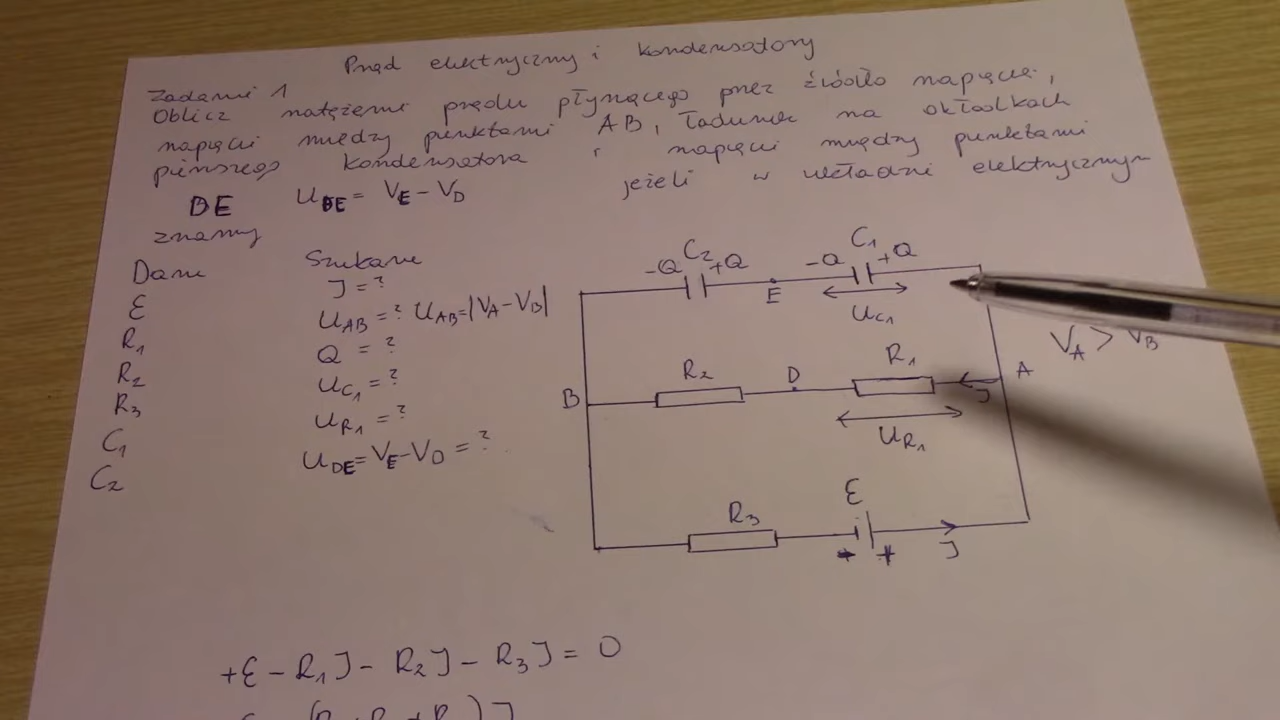 Prąd elektryczny i kondensatory
Zadanie 1
Oblicz natężenie prądu płynącego przez źródło napięcia,
napięcie między punktami AB, ładunek na okładkach
pierwszego kondensatora i napięcie między punktami
DE U_DE = V_E - V_D jeżeli w układzie elektrycznym
znamy
Dane Szukane
ε J = ?
R1 U_AB = ? U_AB = |V_A - V_B|
R2 Q = ?
R3 U_C1 = ?
C1 U_R1 = ?
C2 U_DE = V_E - V_D = ?
C2 C1
-Q +Q -Q +Q
E
U_C1
V_A > V_B
R2 D R1 A
B J
U_R1
R3 ε
J
+ε - R1J - R2J - R3J = 0